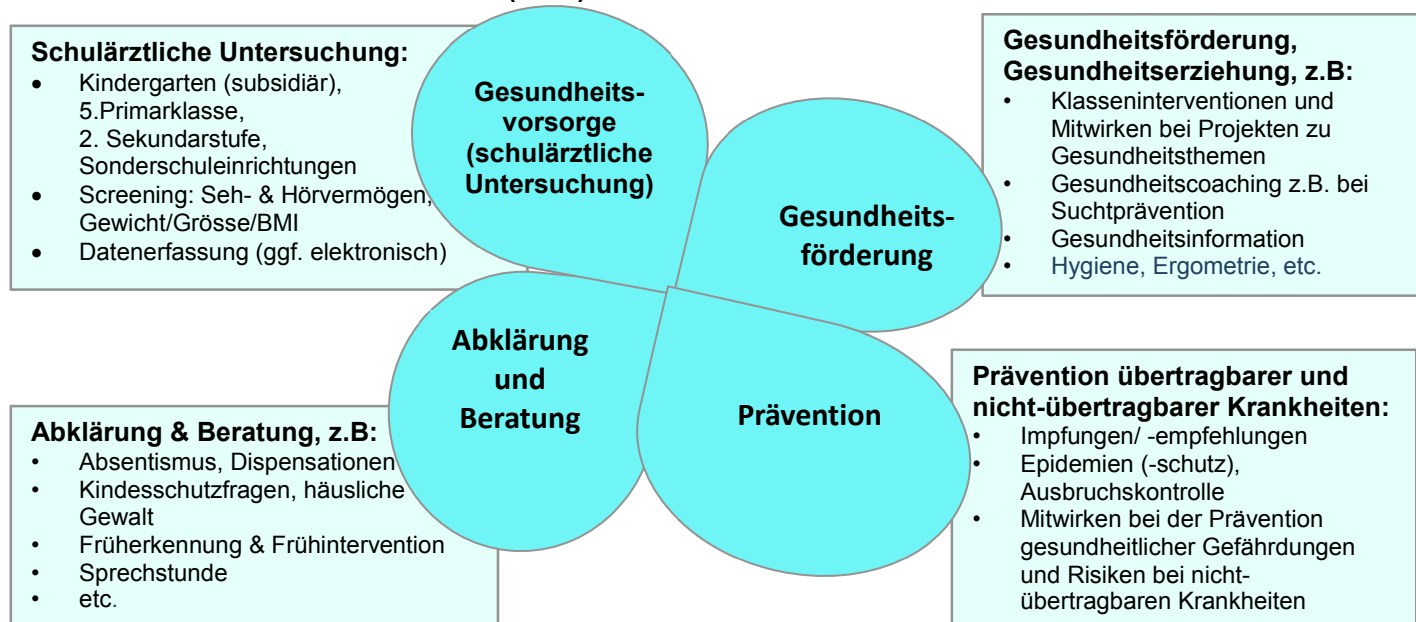 Schulärztliche Untersuchung:
• Kindergarten (subsidiär),
5.Primarklasse,
2. Sekundarstufe,
Sonderschuleinrichtungen
• Screening: Seh- & Hörvermögen,
Gewicht/Grösse/BMI
• Datenerfassung (ggf. elektronisch)
Gesundheits-
vorsorge
(schulärztliche
Untersuchung)
Gesundheits-
förderung
Gesundheitsförderung,
Gesundheitserziehung, z.B:
• Klasseninterventionen und
Mitwirken bei Projekten zu
Gesundheitsthemen
• Gesundheitscoaching z.B. bei
Suchtprävention
• Gesundheitsinformation
• Hygiene, Ergometrie, etc.
Abklärung
und
Beratung
Prävention
Abklärung & Beratung, z.B:
• Absentismus, Dispensationen
• Kindesschutzfragen, häusliche
Gewalt
• Früherkennung & Frühintervention
• Sprechstunde
• etc.
Prävention übertragbarer und
nicht-übertragbarer Krankheiten:
• Impfungen/ -empfehlungen
• Epidemien (-schutz),
Ausbruchskontrolle
• Mitwirken bei der Prävention
gesundheitlicher Gefährdungen
und Risiken bei nicht-
übertragbaren Krankheiten